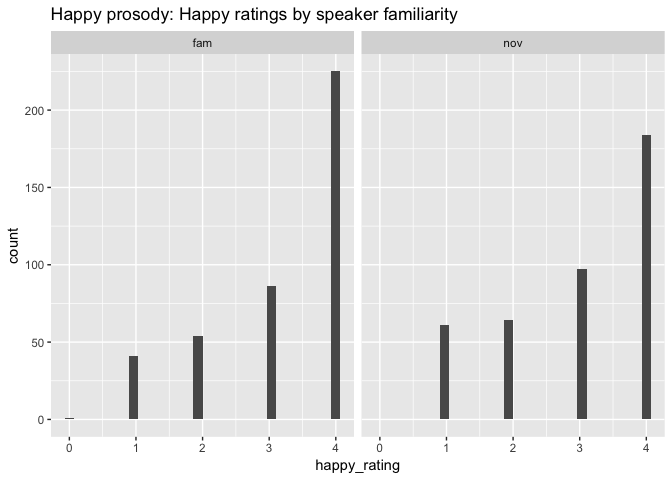 Happy prosody: Happy ratings by speaker familiarity
fam nov
200
150
100
50
0
count
0 1 2 3 4 0 1 2 3 4
happy_rating